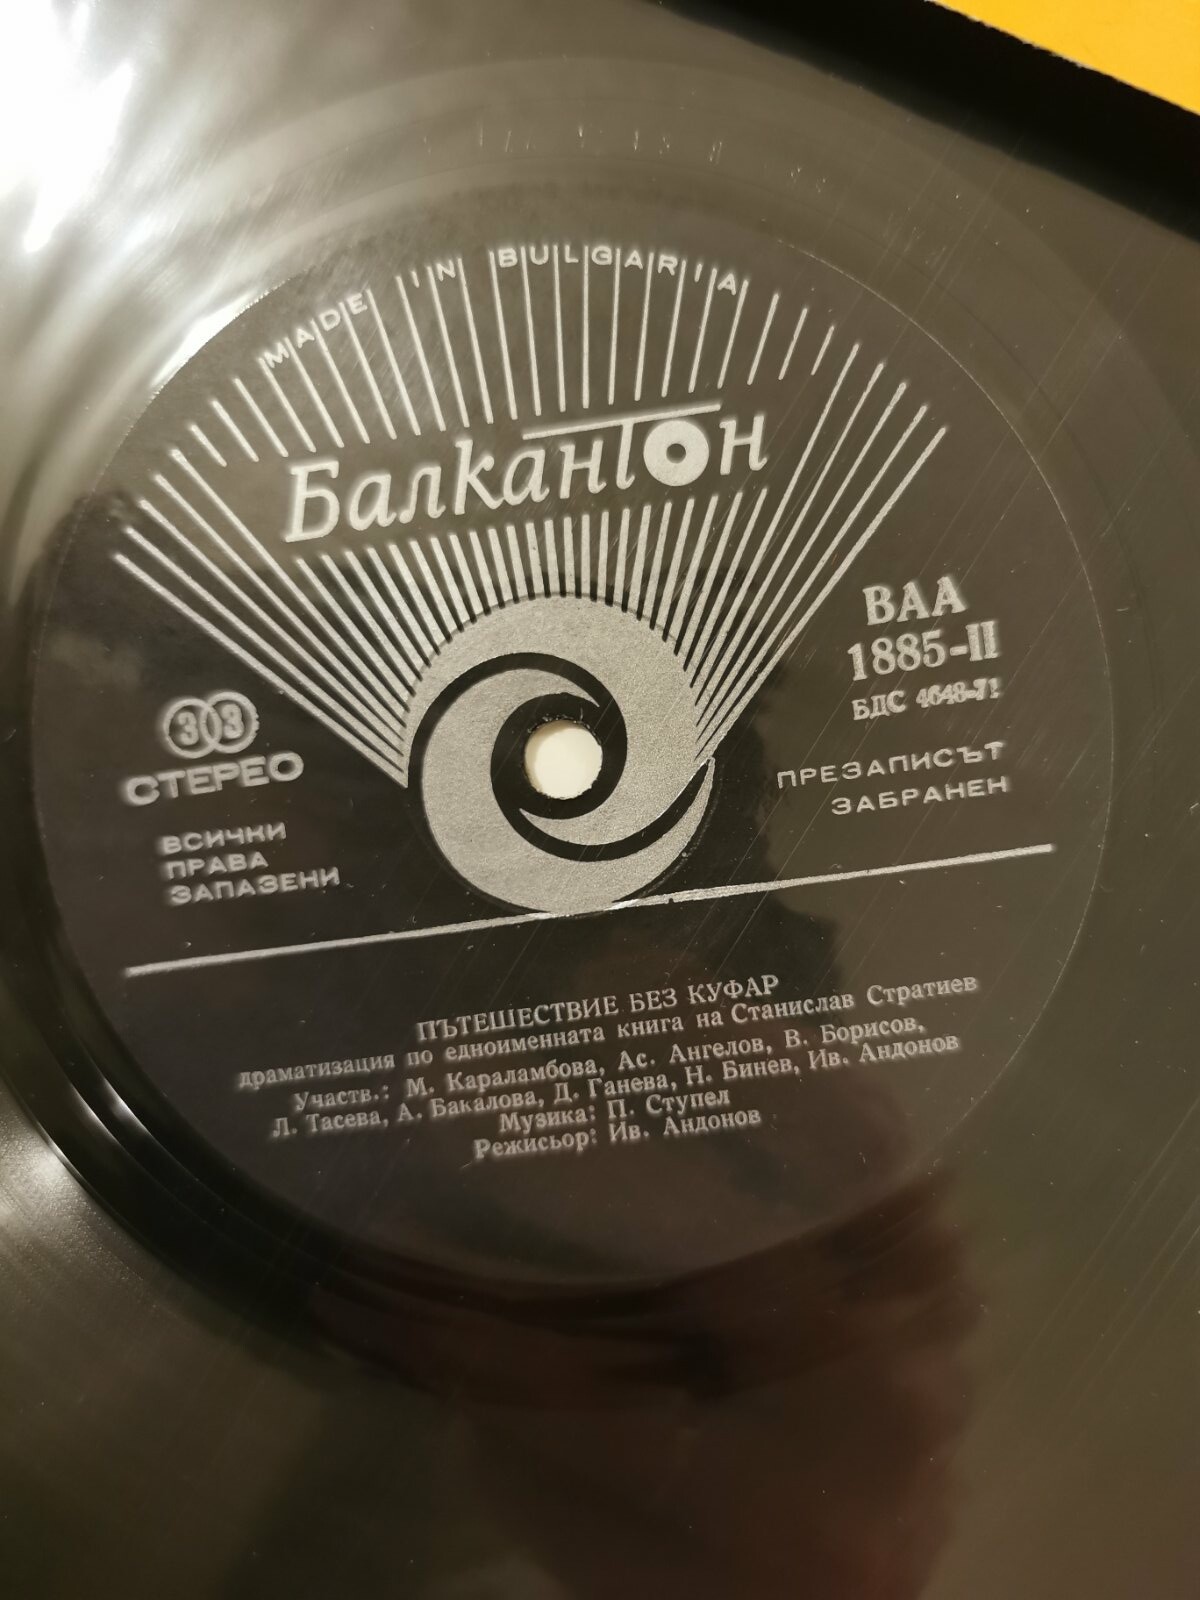 MADE IN BULGARIA
Балкантон
ВАА
1885-II
БДС 4648-71
33
СТЕРЕО
ПРЕЗАПИСЪТ
ЗАБРАНЕН
ВСИЧКИ
ПРАВА
ЗАПАЗЕНИ
ПЪТЕШЕСТВИЕ БЕЗ КУФАР
драматизация по едноименната книга на Станислав Стратиев
Участв.: М. Караламбова, Ас. Ангелов, В. Борисов,
Л. Тасева, А. Бакалова, Д. Ганева, Н. Бинев, Ив. Андонов
Музика: П. Ступел
Режисьор: Ив. Андонов